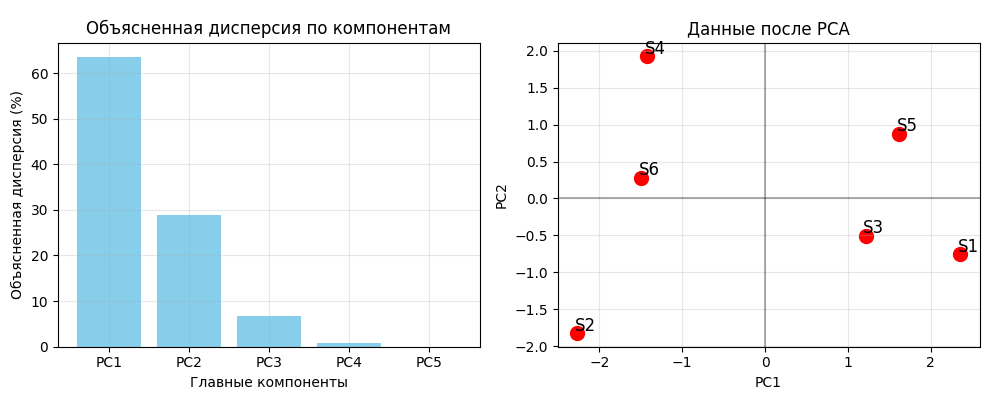 Объясненная дисперсия по компонентам
Объясненная дисперсия (%)
60
50
40
30
20
10
0
PC1 PC2 PC3 PC4 PC5
Главные компоненты
Данные после PCA
PC2
2.0
1.5
1.0
0.5
0.0
−0.5
−1.0
−1.5
−2.0
S4
S5
S6
S3
S1
S2
−2 −1 0 1 2
PC1